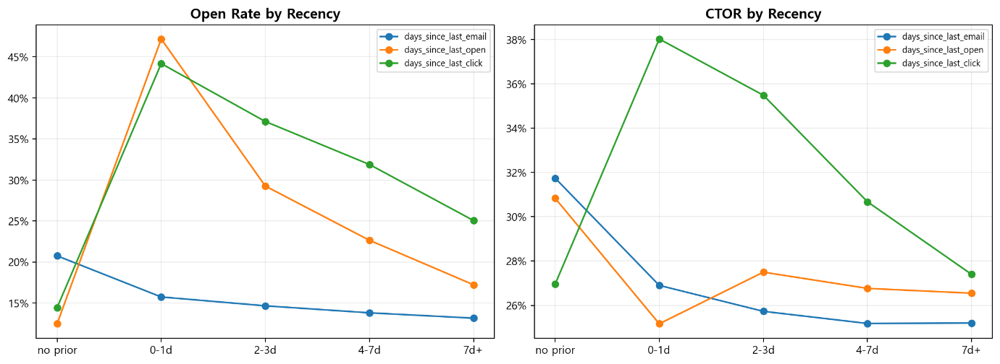 Open Rate by Recency
45%
40%
35%
30%
25%
20%
15%
days_since_last_email
days_since_last_open
days_since_last_click
no prior
0-1d
2-3d
4-7d
7d+
CTOR by Recency
38%
36%
34%
32%
30%
28%
26%
days_since_last_email
days_since_last_open
days_since_last_click
no prior
0-1d
2-3d
4-7d
7d+